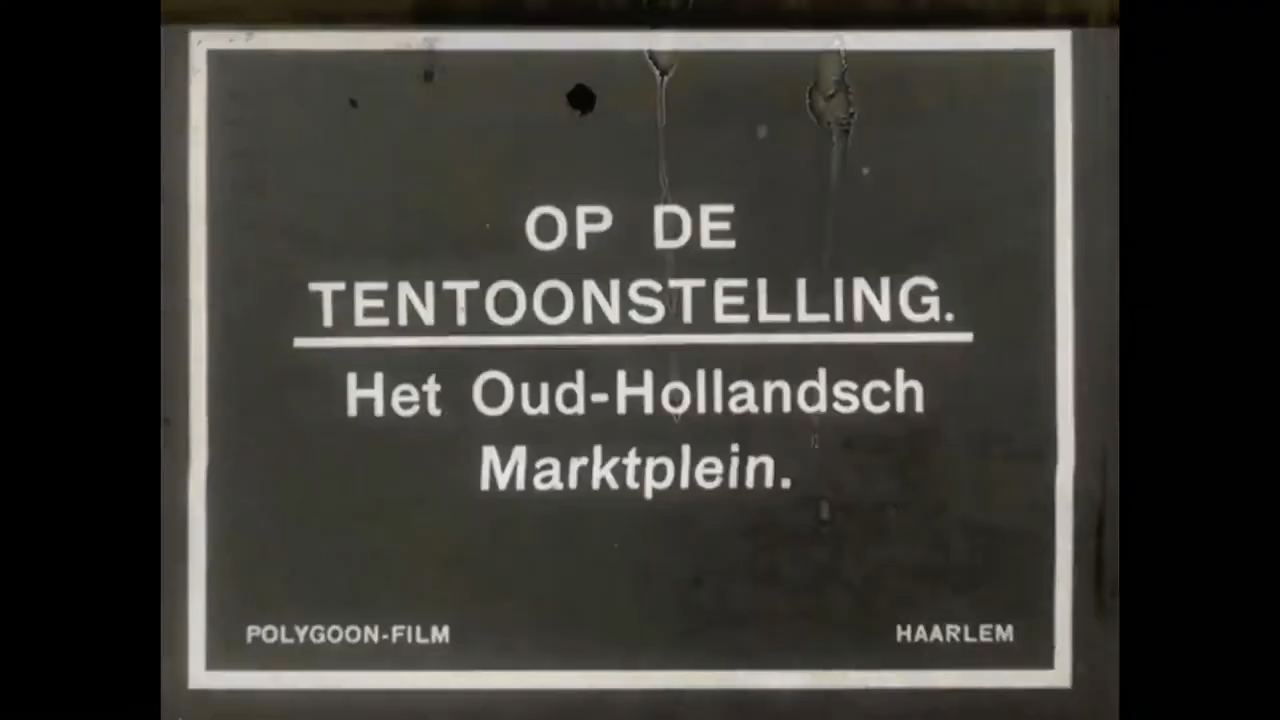 OP DE
TENTOONSTELLING.
Het Oud-Hollandsch
Marktplein.
POLYGOON-FILM HAARLEM